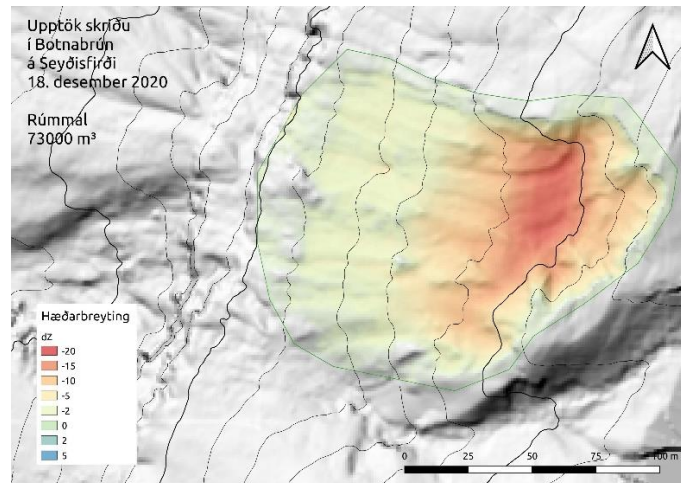 Upptök skriðu
í Botnabrún
á Seyðisfirði
18. desember 2020
Rúmmál
73000 m³
Hæðarbreyting
dZ
-20
-15
-10
-5
-2
0
2
5
0 25 50 75 100 m